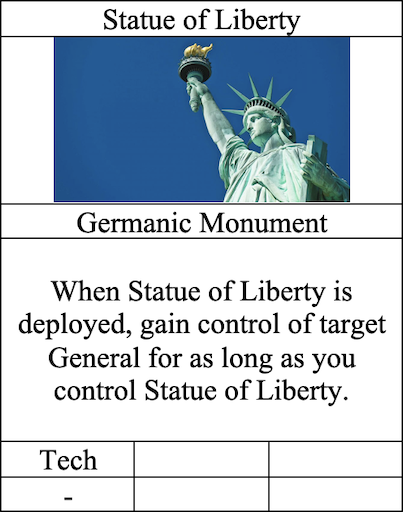 Statue of Liberty
Germanic Monument
When Statue of Liberty is
deployed, gain control of target
General for as long as you
control Statue of Liberty.
Tech
-